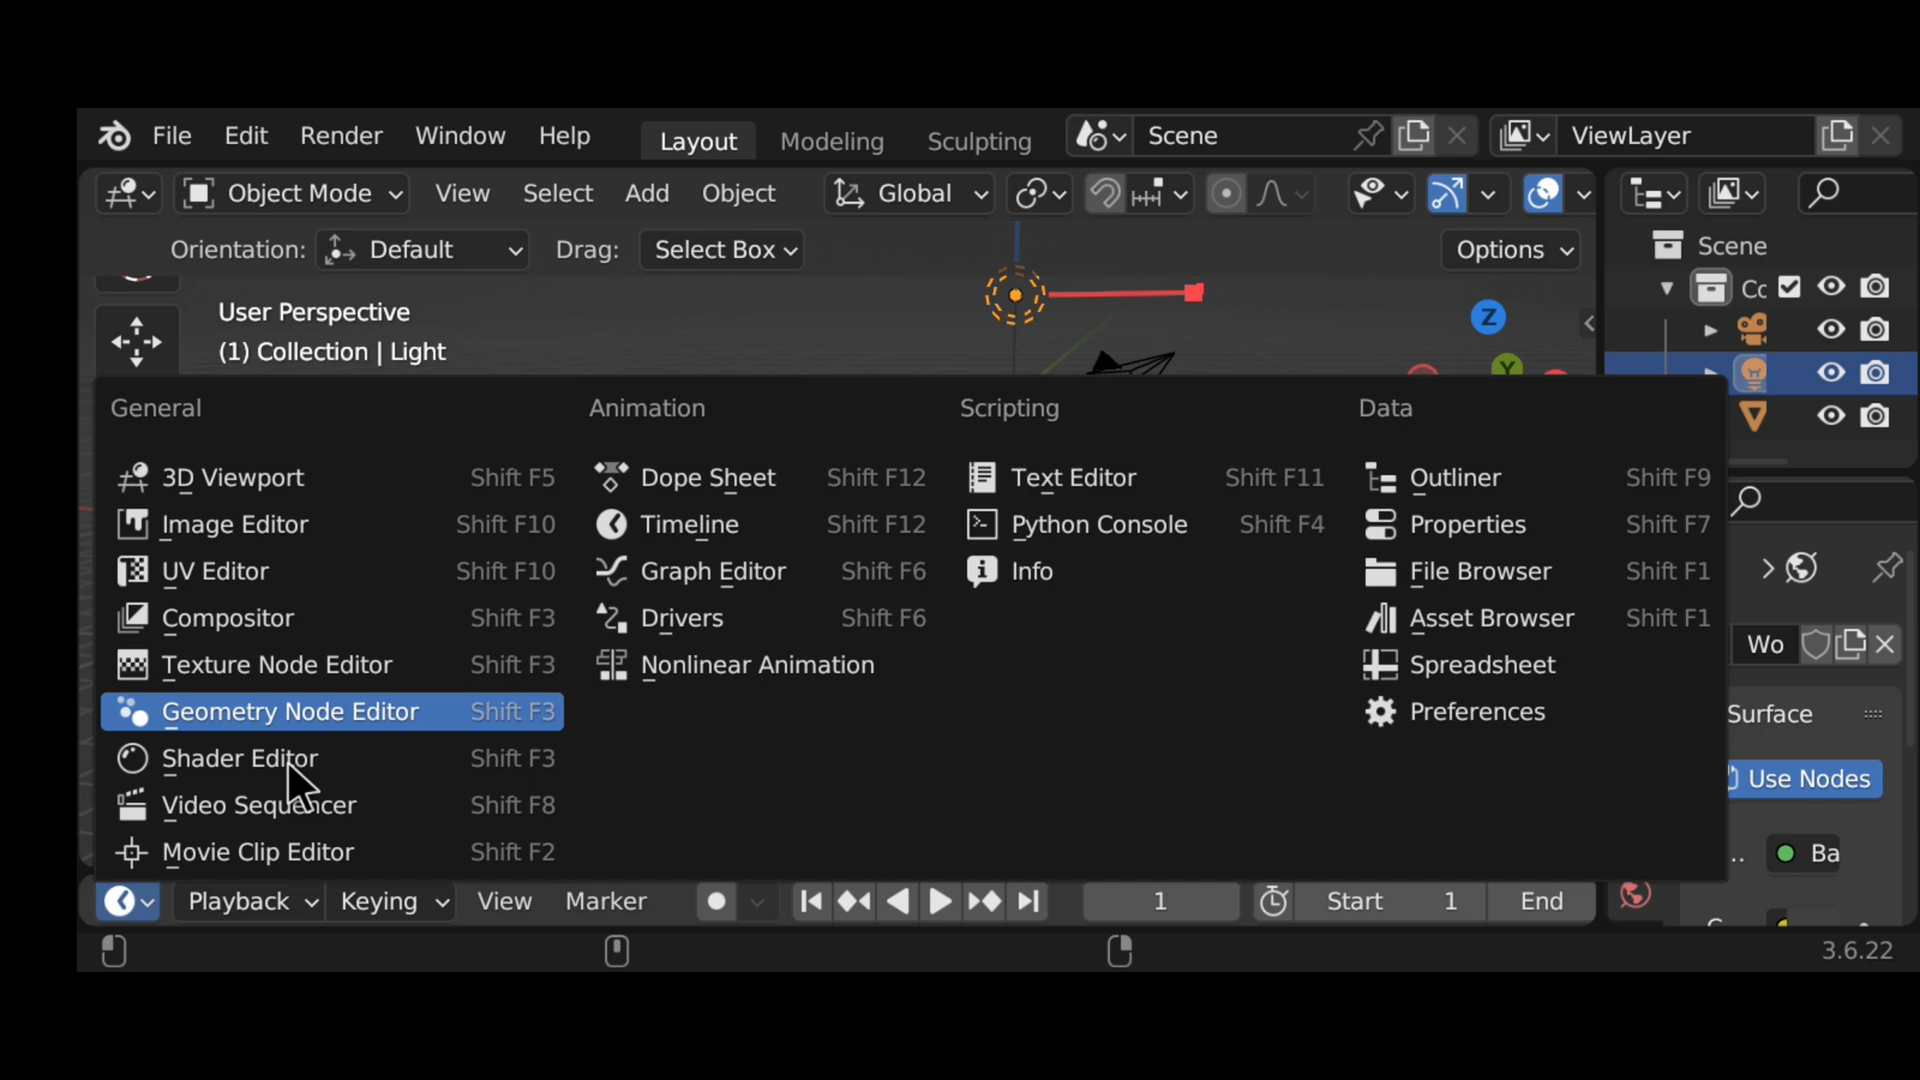 File Edit Render Window Help Layout Modeling Sculpting Scene ViewLayer
Object Mode View Select Add Object Global
Orientation: Default Drag: Select Box Options
Scene
User Perspective
(1) Collection | Light
Z
Y
General
3D Viewport Shift F5
Image Editor Shift F10
UV Editor Shift F10
Compositor Shift F3
Texture Node Editor Shift F3
Geometry Node Editor Shift F3
Shader Editor Shift F3
Video Sequencer Shift F8
Movie Clip Editor Shift F2
Animation
Dope Sheet Shift F12
Timeline Shift F12
Graph Editor Shift F6
Drivers Shift F6
Nonlinear Animation
Scripting
Text Editor Shift F11
Python Console Shift F4
Info
Data
Outliner Shift F9
Properties Shift F7
File Browser Shift F1
Asset Browser Shift F1
Spreadsheet
Preferences
Wo
Surface
Use Nodes
.. Ba
Playback Keying View Marker 1 Start 1 End
3.6.22